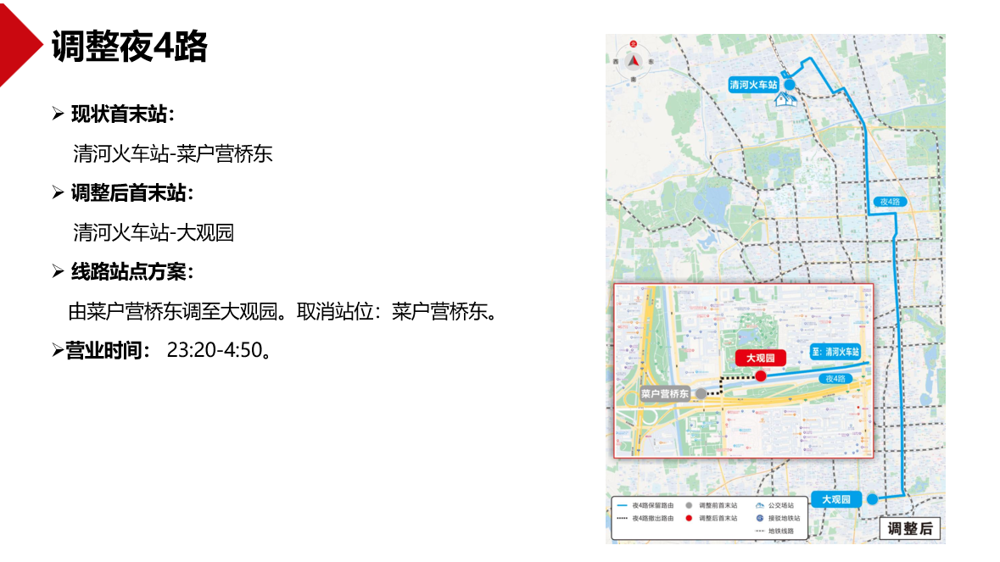 调整夜4路
➢ 现状首末站：
清河火车站-菜户营桥东
➢ 调整后首末站：
清河火车站-大观园
➢ 线路站点方案：
由菜户营桥东调至大观园。取消站位：菜户营桥东。
➢营业时间： 23:20-4:50。
北
西
东
南
清河火车站
夜4路
大观园
至：清河火车站
夜4路
菜户营桥东
大观园
夜4路保留路由
调整前首末站
公交场站
夜4路撤出路由
调整后首末站
接驳地铁站
地铁线路
调整后